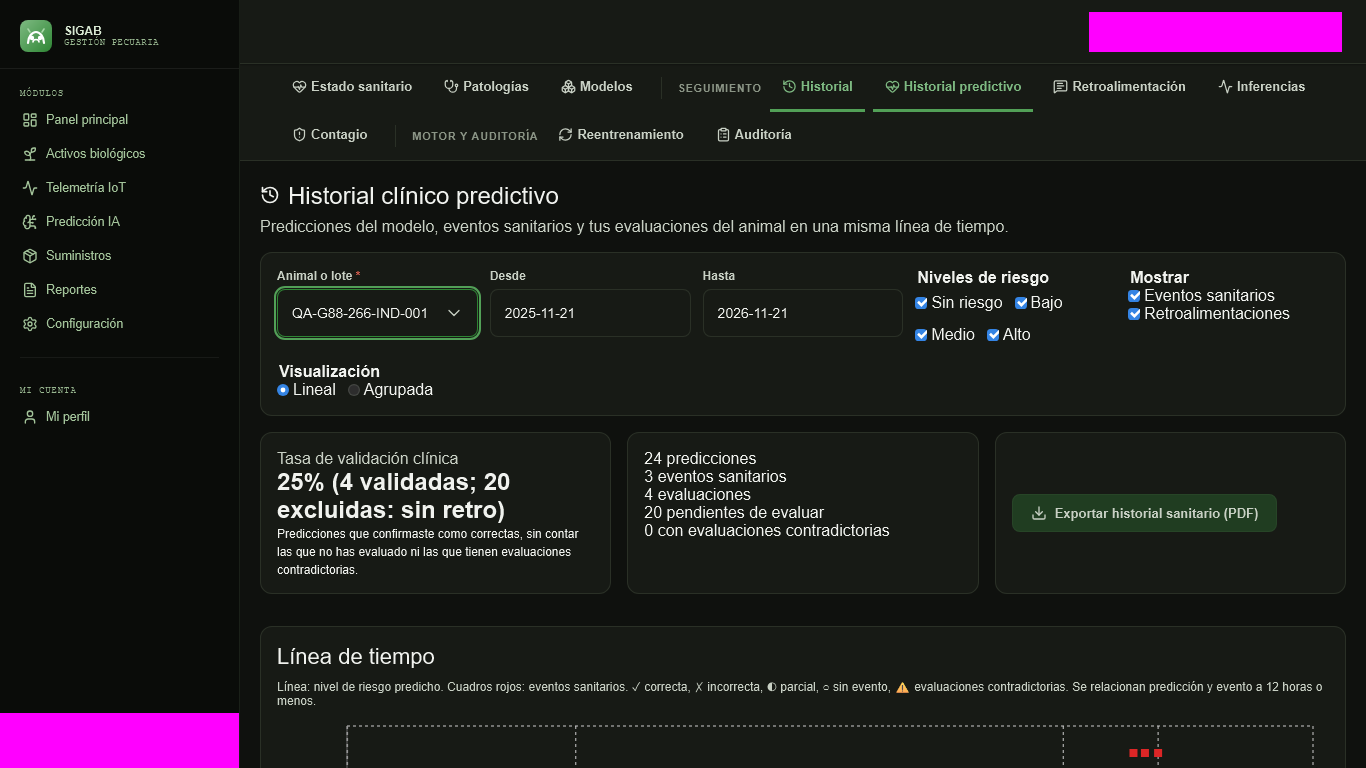 SIGAB
GESTIÓN PECUARIA
MÓDULOS
Panel principal
Activos biológicos
Telemetría IoT
Predicción IA
Suministros
Reportes
Configuración
MI CUENTA
Mi perfil
Estado sanitario
Patologías
Modelos
SEGUIMIENTO
Historial
Historial predictivo
Retroalimentación
Inferencias
Contagio
MOTOR Y AUDITORÍA
Reentrenamiento
Auditoría
Historial clínico predictivo
Predicciones del modelo, eventos sanitarios y tus evaluaciones del animal en una misma línea de tiempo.
Animal o lote *
QA-G88-266-IND-001
Desde
2025-11-21
Hasta
2026-11-21
Niveles de riesgo
Sin riesgo Bajo
Medio Alto
Mostrar
Eventos sanitarios
Retroalimentaciones
Visualización
Lineal Agrupada
Tasa de validación clínica
25% (4 validadas; 20
excluidas: sin retro)
Predicciones que confirmaste como correctas, sin contar
las que no has evaluado ni las que tienen evaluaciones
contradictorias.
24 predicciones
3 eventos sanitarios
4 evaluaciones
20 pendientes de evaluar
0 con evaluaciones contradictorias
Exportar historial sanitario (PDF)
Línea de tiempo
Línea: nivel de riesgo predicho. Cuadros rojos: eventos sanitarios. ✓ correcta, ✗ incorrecta, ◐ parcial, ○ sin evento, ⚠ evaluaciones contradictorias. Se relacionan predicción y evento a 12 horas o
menos.